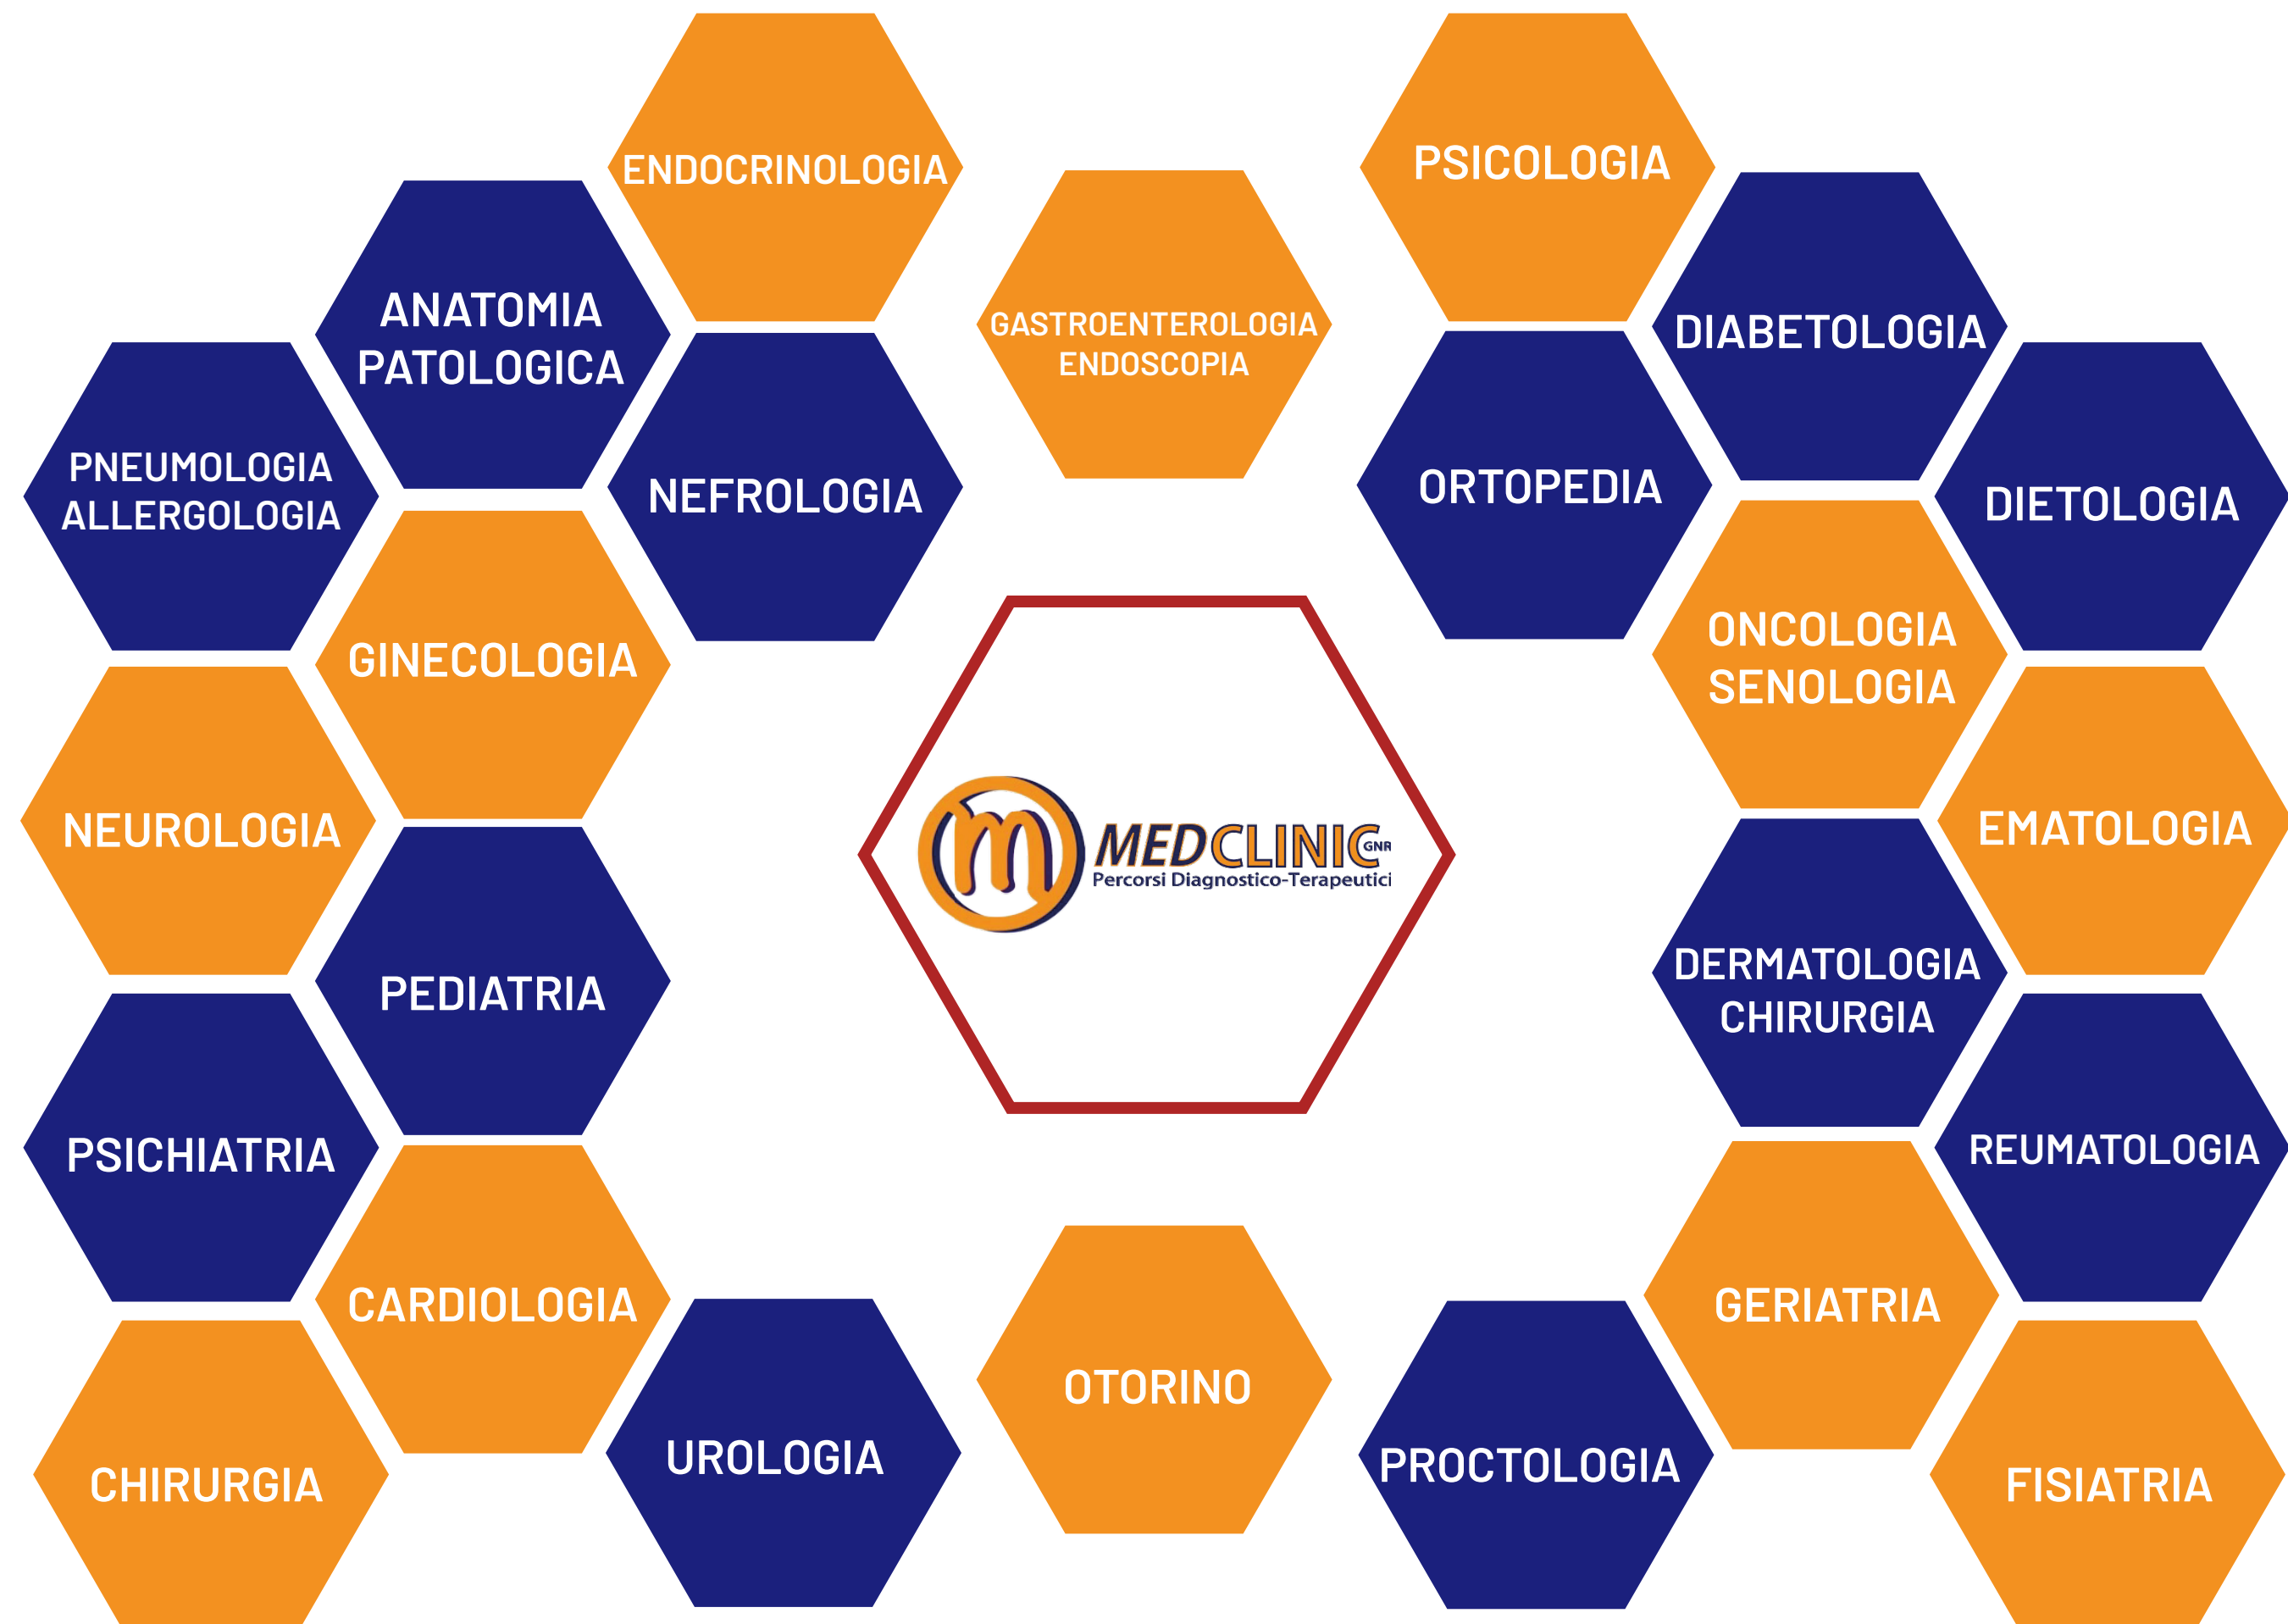 ENDOCRINOLOGIA
PSICOLOGIA
ANATOMIA
PATOLOGICA
GASTROENTEROLOGIA
ENDOSCOPIA
DIABETOLOGIA
PNEUMOLOGIA
ALLERGOLOGIA
NEFROLOGIA
ORTOPEDIA
DIETOLOGIA
GINECOLOGIA
ONCOLOGIA
SENOLOGIA
NEUROLOGIA
m MEDCLINIC GNR
Percorsi Diagnostico-Terapeutici
EMATOLOGIA
PEDIATRIA
DERMATOLOGIA
CHIRURGIA
PSICHIATRIA
REUMATOLOGIA
CARDIOLOGIA
GERIATRIA
OTORINO
UROLOGIA
PROCTOLOGIA
CHIRURGIA
FISIATRIA